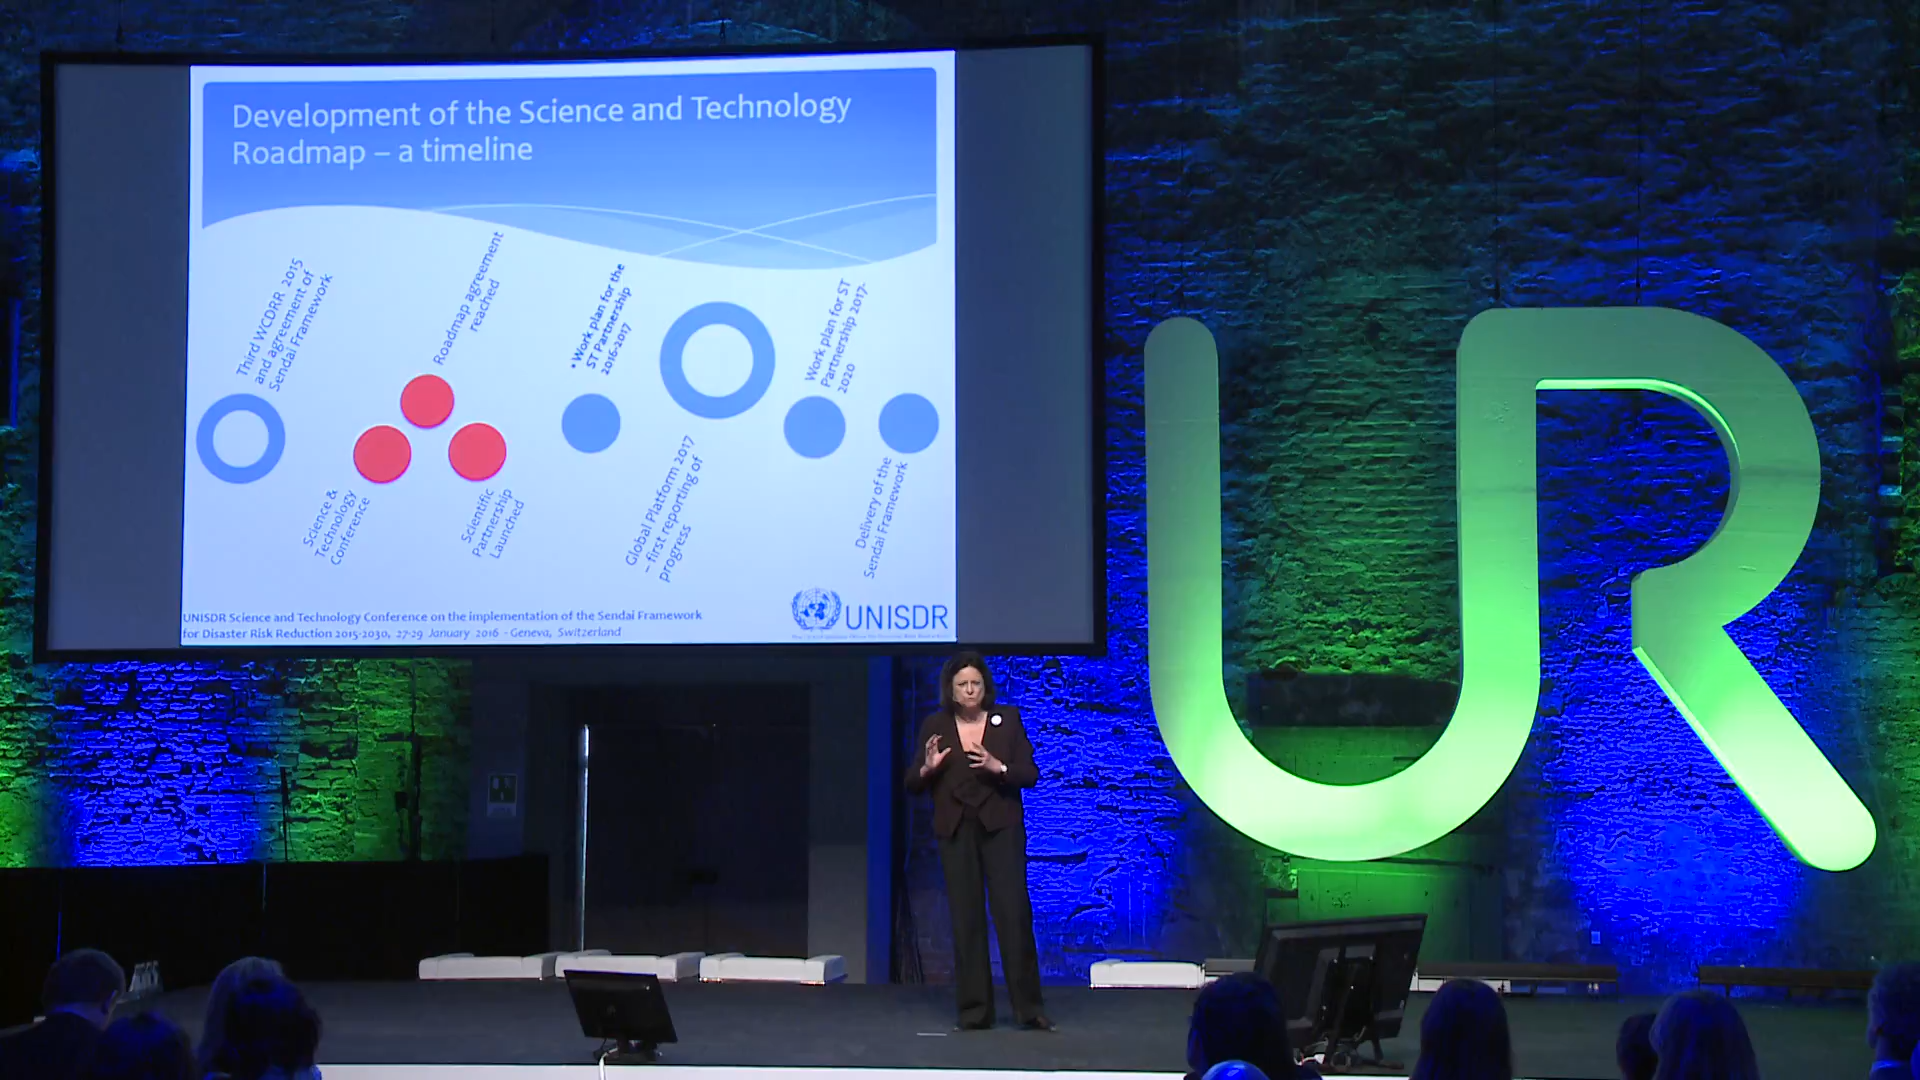 Development of the Science and Technology
Roadmap – a timeline
Third WCDRR 2015
and agreement of
Sendai Framework
Roadmap agreement
reached
• Work plan for the
ST Partnership
2016-2017
Work plan for ST
Partnership 2017-
2020
Science &
Technology
Conference
Scientific
Partnership
Launched
Global Platform 2017
– first reporting of
progress
Delivery of the
Sendai Framework
UNISDR Science and Technology Conference on the implementation of the Sendai Framework
for Disaster Risk Reduction 2015-2030, 27-29 January 2016 - Geneva, Switzerland
UNISDR
UR